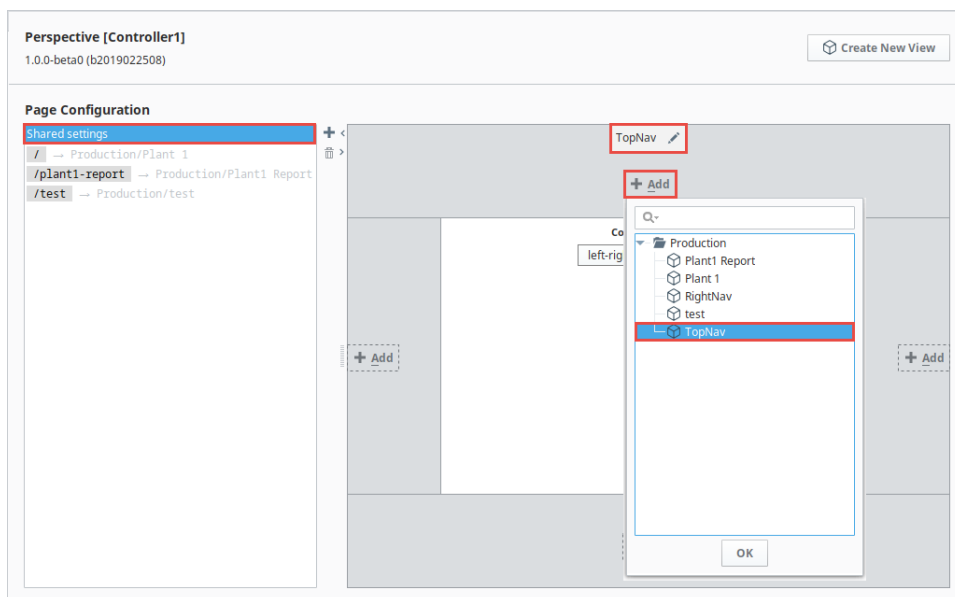 Perspective [Controller1]
1.0.0-beta0 (b2019022508)
Create New View
Page Configuration
Shared settings
/ → Production/Plant 1
/plant1-report → Production/Plant1 Report
/test → Production/test
TopNav
+ Add
Co
left-rig
Production
Plant1 Report
Plant 1
RightNav
test
TopNav
+ Add
+ Add
OK